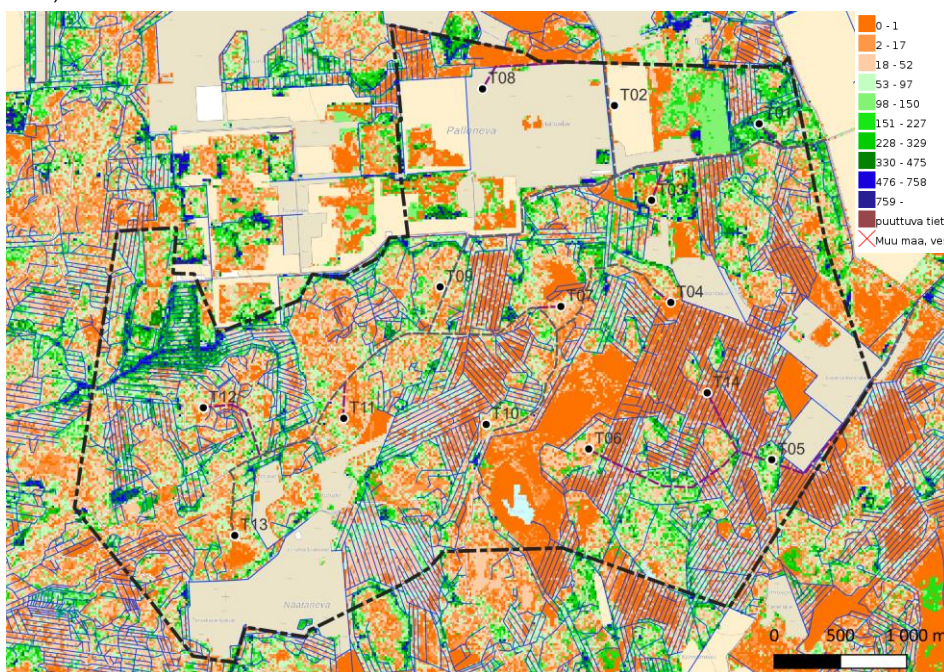 0 - 1
2 - 17
18 - 52
53 - 97
98 - 150
151 - 227
228 - 329
330 - 475
476 - 758
759 -
puuttuva tiet
Muu maa, ve
T08
T02
T01
Palloneva
T03
T09
T07
T04
T14
T12
T11
T10
T06
T05
T13
Näätäneva
0 500 1 000 m